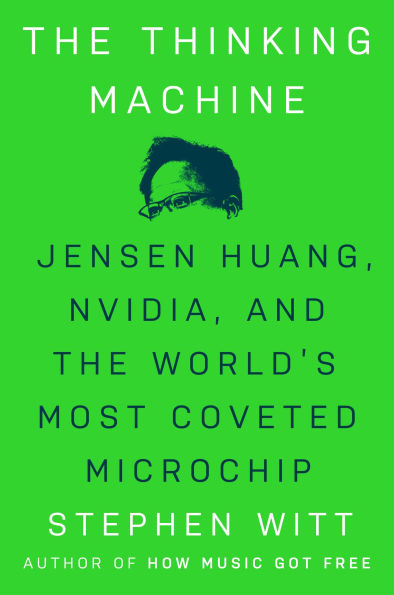 THE THINKING
MACHINE
JENSEN HUANG,
NVIDIA, AND
THE WORLD'S
MOST COVETED
MICROCHIP
STEPHEN WITT
AUTHOR OF HOW MUSIC GOT FREE